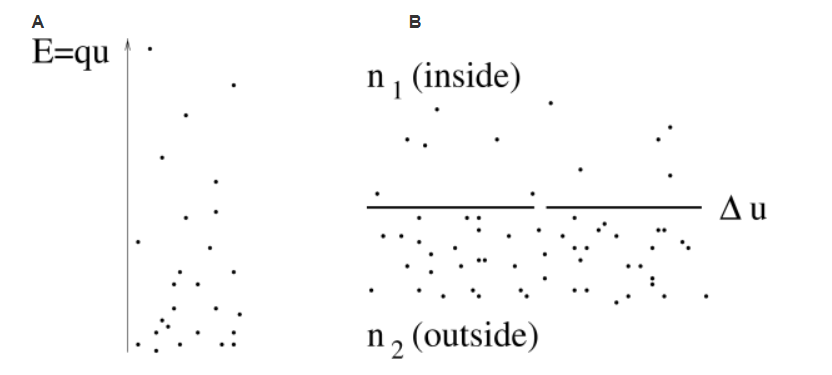 A
E=qu
B
n 1 (inside)
Δ u
n 2 (outside)